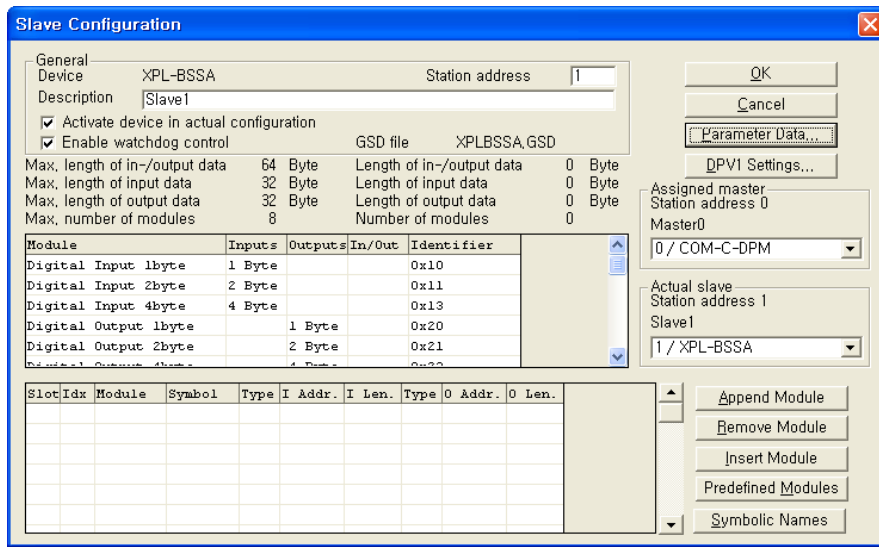 Slave Configuration
General
Device XPL-BSSA Station address 1
Description Slave1
Activate device in actual configuration
Enable watchdog control GSD file XPLBSSA.GSD
Max. length of in-/output data 64 Byte Length of in-/output data 0 Byte
Max. length of input data 32 Byte Length of input data 0 Byte
Max. length of output data 32 Byte Length of output data 0 Byte
Max. number of modules 8 Number of modules 0
OK
Cancel
Parameter Data...
DPV1 Settings...
Assigned master
Station address 0
Master0
0 / COM-C-DPM
Actual slave
Station address 1
Slave1
1 / XPL-BSSA
Module Inputs Outputs In/Out Identifier
Digital Input 1byte 1 Byte 0x10
Digital Input 2byte 2 Byte 0x11
Digital Input 4byte 4 Byte 0x13
Digital Output 1byte 1 Byte 0x20
Digital Output 2byte 2 Byte 0x21
Slot Idx Module Symbol Type I Addr. I Len. Type O Addr. O Len.
Append Module
Remove Module
Insert Module
Predefined Modules
Symbolic Names